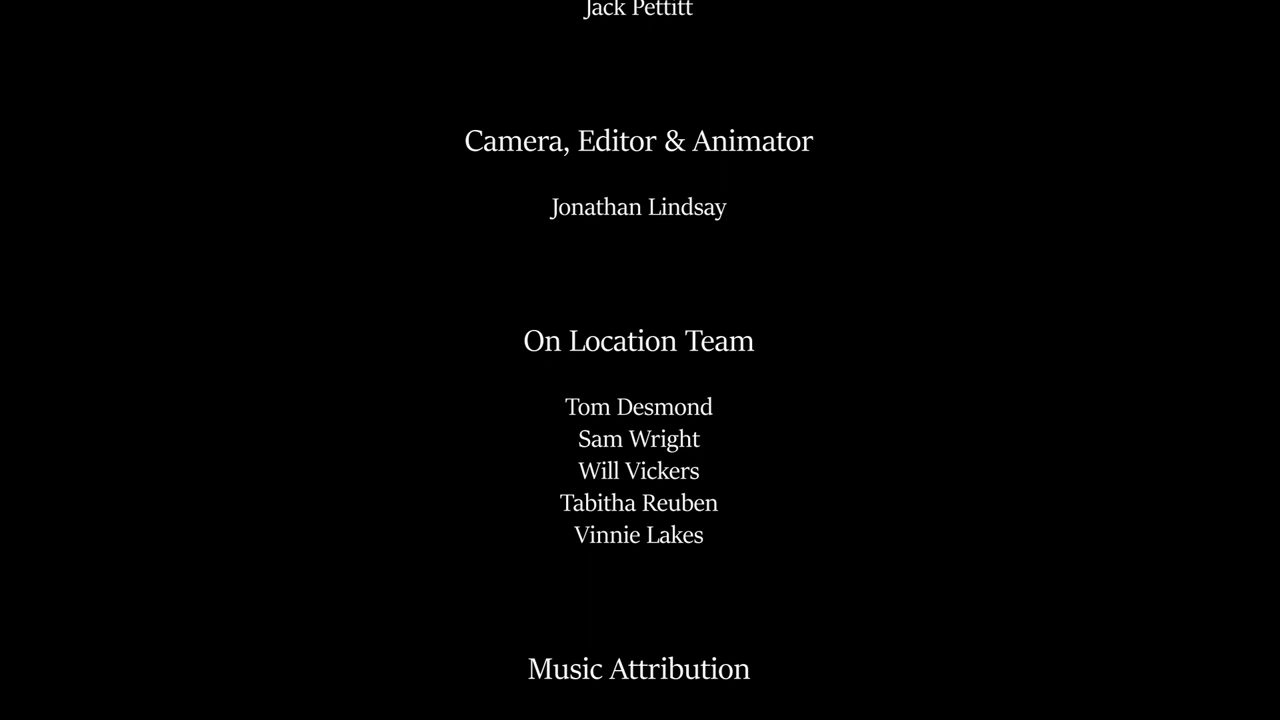 Jack Pettitt
Camera, Editor & Animator
Jonathan Lindsay
On Location Team
Tom Desmond
Sam Wright
Will Vickers
Tabitha Reuben
Vinnie Lakes
Music Attribution